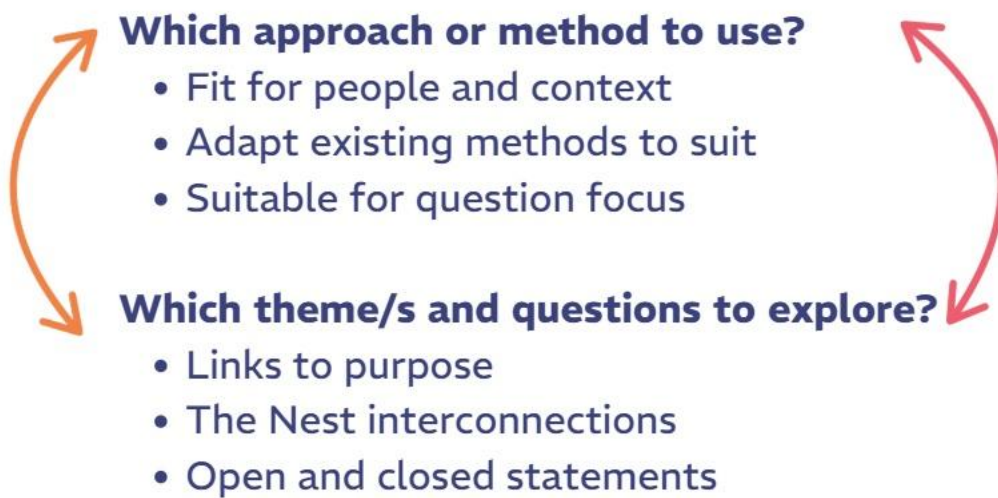 Which approach or method to use?
• Fit for people and context
• Adapt existing methods to suit
• Suitable for question focus
Which theme/s and questions to explore?
• Links to purpose
• The Nest interconnections
• Open and closed statements